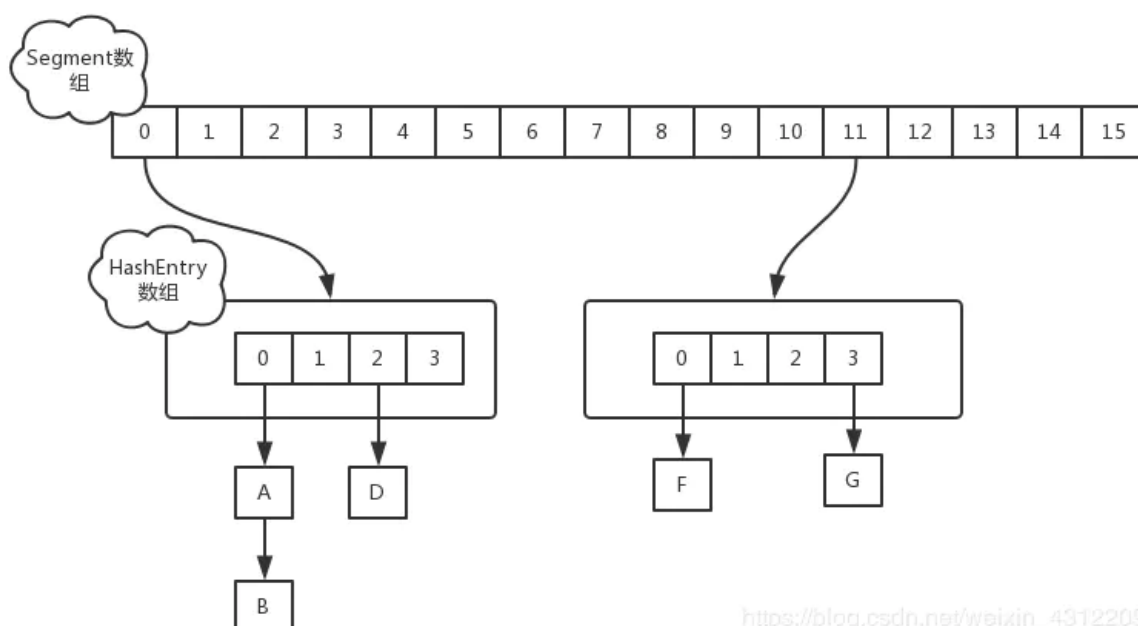 Segment数
组
0 1 2 3 4 5 6 7 8 9 10 11 12 13 14 15
HashEntry
数组
0 1 2 3
0 1 2 3
A
D
F
G
B
https://blog.csdn.net/weixin_4312205